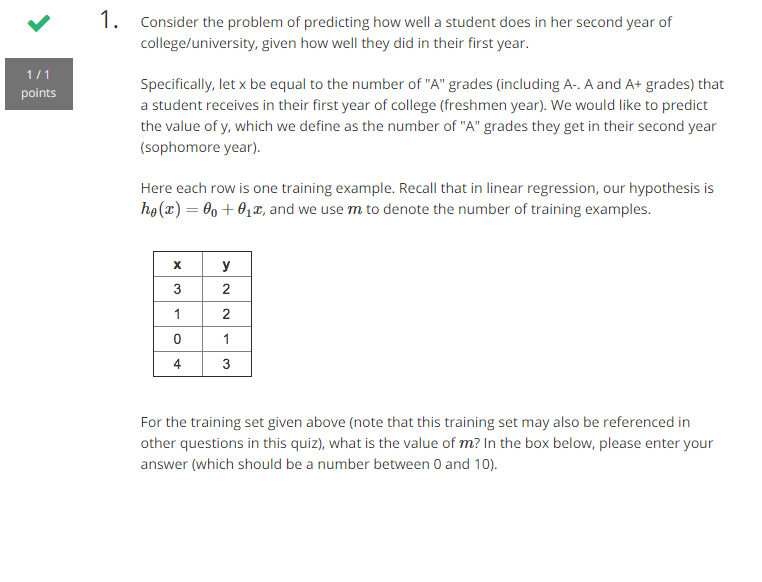 1 / 1
points
1. Consider the problem of predicting how well a student does in her second year of
college/university, given how well they did in their first year.
Specifically, let x be equal to the number of "A" grades (including A-. A and A+ grades) that
a student receives in their first year of college (freshmen year). We would like to predict
the value of y, which we define as the number of "A" grades they get in their second year
(sophomore year).
Here each row is one training example. Recall that in linear regression, our hypothesis is
hθ(x) = θ0 + θ1x, and we use m to denote the number of training examples.
x y
3 2
1 2
0 1
4 3
For the training set given above (note that this training set may also be referenced in
other questions in this quiz), what is the value of m? In the box below, please enter your
answer (which should be a number between 0 and 10).